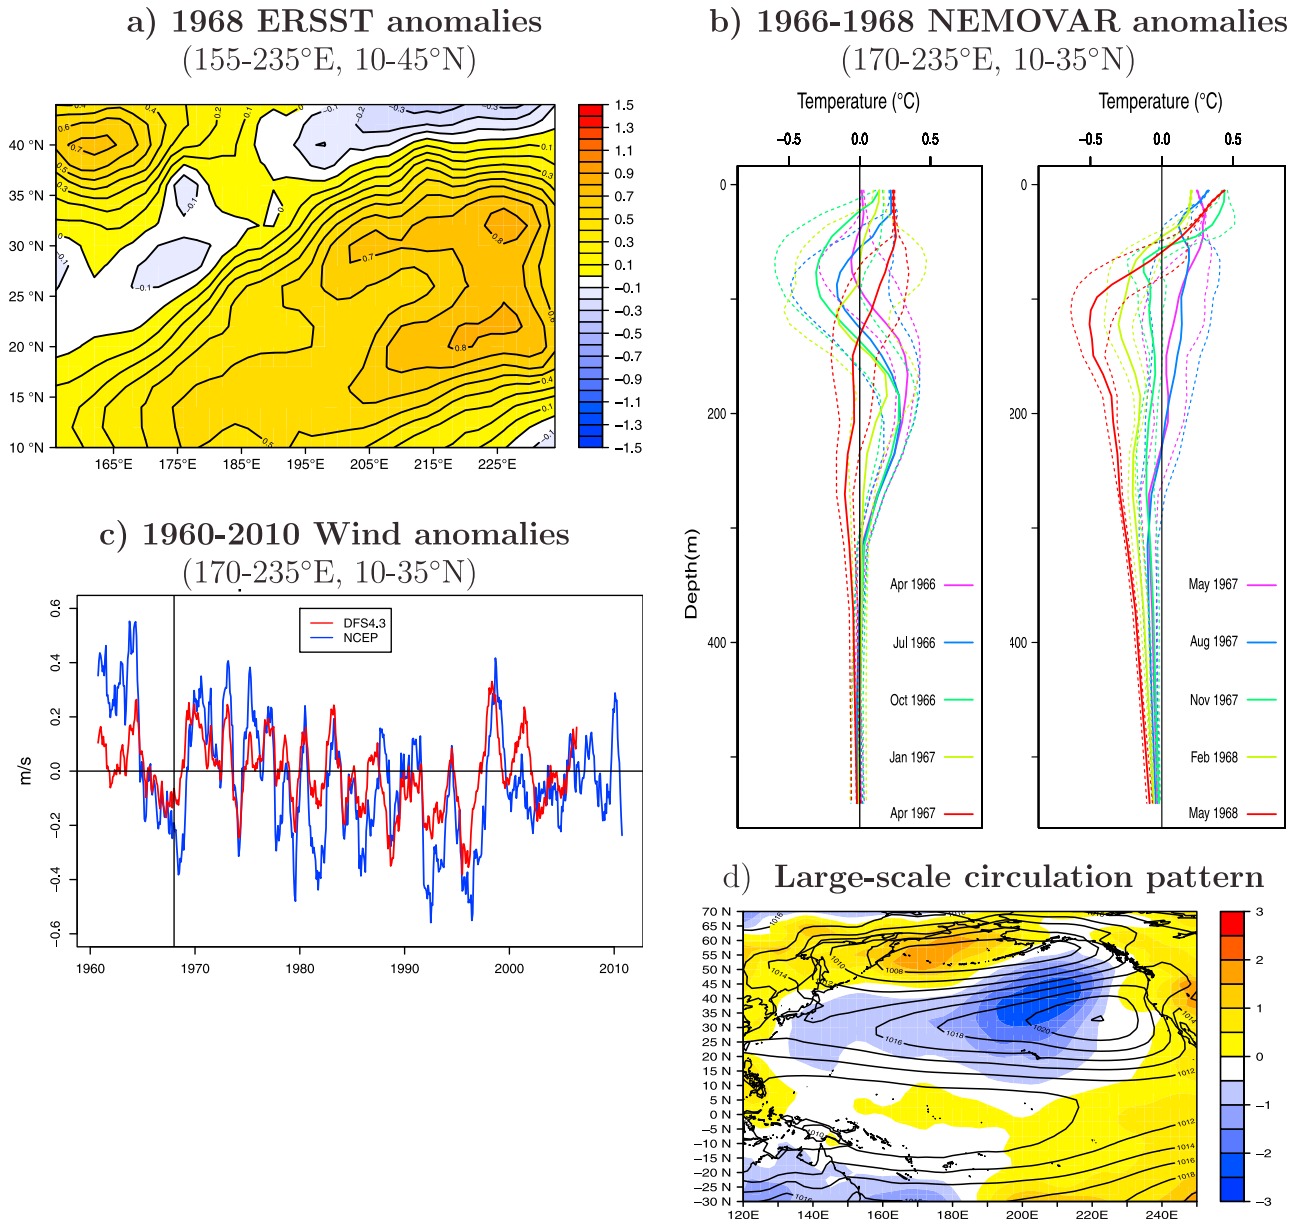 a) 1968 ERSST anomalies
(155-235°E, 10-45°N)
40 °N
35 °N
30 °N
26 °N
20 °N
15 °N
10 °N
165°E 175°E 185°E 195°E 205°E 215°E 225°E
1.5
1.3
1.1
0.9
0.7
0.5
0.3
0.1
−0.1
−0.3
−0.5
−0.7
−0.9
−1.1
−1.3
−1.5
b) 1966-1968 NEMOVAR anomalies
(170-235°E, 10-35°N)
Temperature (°C)
−0.5 0.0 0.5
Temperature (°C)
−0.5 0.0 0.5
0
200
400
Depth(m)
Apr 1966
Jul 1966
Oct 1966
Jan 1967
Apr 1967
0
200
400
May 1967
Aug 1967
Nov 1967
Feb 1968
May 1968
c) 1960-2010 Wind anomalies
(170-235°E, 10-35°N)
DFS4.3
NCEP
m/s
0.6
0.4
0.2
0.0
−0.2
−0.4
−0.6
1960 1970 1980 1990 2000 2010
d) Large-scale circulation pattern
70 N
65 N
60 N
55 N
50 N
45 N
40 N
35 N
30 N
25 N
20 N
15 N
10 N
5 N
0 N
−5 N
−10 N
−15 N
−20 N
−25 N
−30 N
120E 140E 160E 180E 200E 220E 240E
3
2
1
0
−1
−2
−3